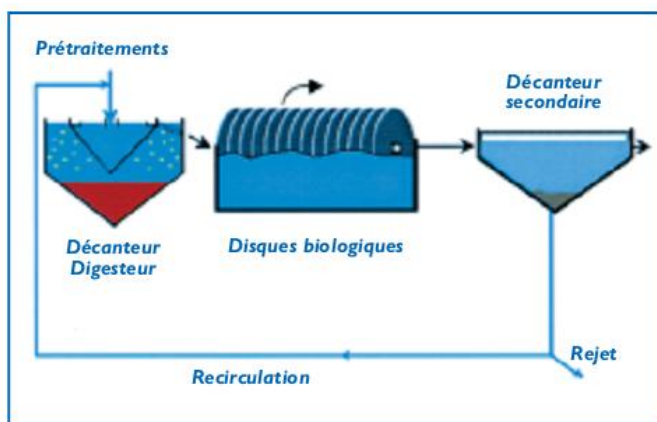 Prétraitements
Décanteur
secondaire
Décanteur
Digesteur
Disques biologiques
Recirculation
Rejet